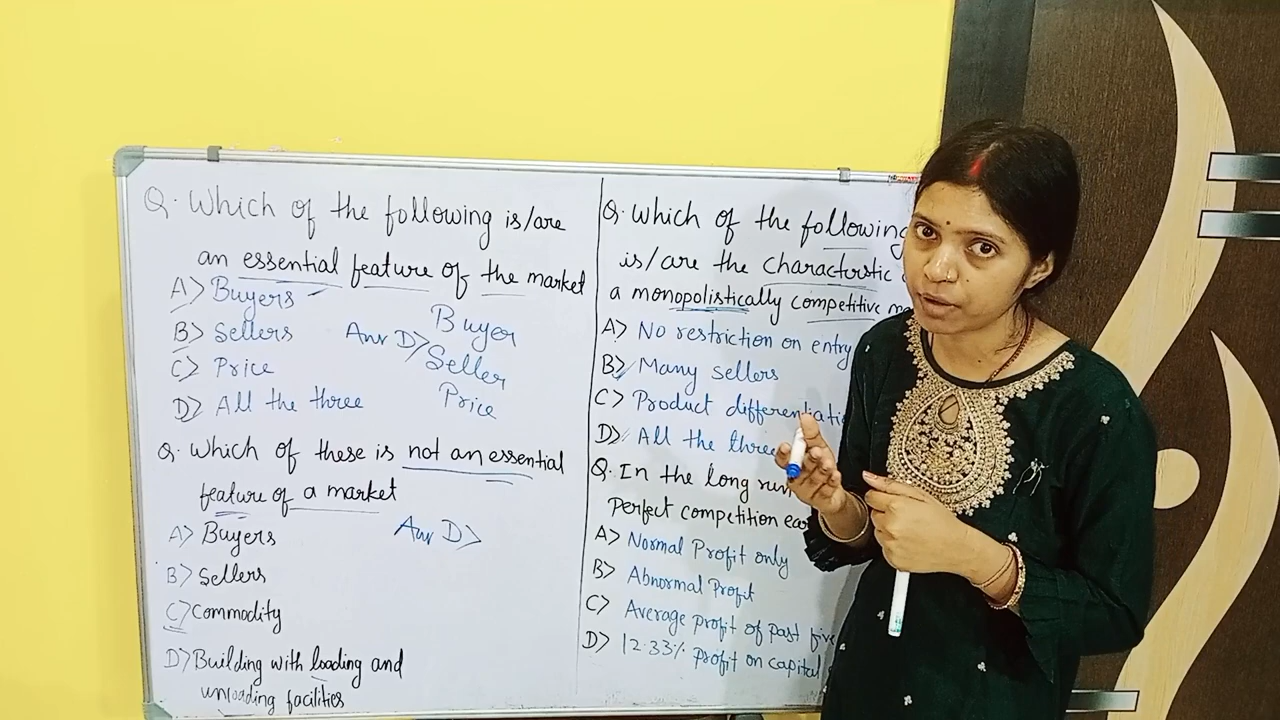 Q. Which of the following is/are
an essential feature of the market
A> Buyers
B> Sellers
C> Price
D> All the three
Ans D> Buyer
Seller
Price
Q. Which of these is not an essential
feature of a market
A> Buyers
B> Sellers
C> Commodity
D> Building with loading and
unloading facilities
Ans D>
Q. Which of the following
is/are the charactorstic
a monopolistically competitive
A> No restriction on entry
B> Many sellers
C> Product differentiatio
D> All the three
Q. In the long run
Perfect competition ear
A> Normal Profit only
B> Abnormal Profit
C> Average profit of past five
D> 12.33% profit on capital